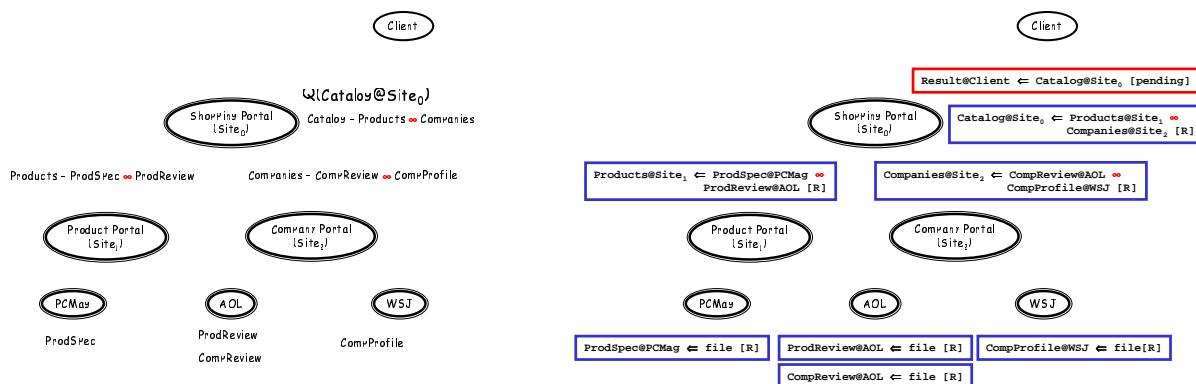 Client
Q(Catalog@Site0)
Shopping Portal
(Site0)
Catalog - Products ∞ Companies
Products - ProdSpec ∞ ProdReview
Companies - CompReview ∞ CompProfile
Product Portal
(Site1)
Company Portal
(Site2)
PCMag
AOL
WSJ
ProdSpec
ProdReview
CompReview
CompProfile
Client
Result@Client ⇐ Catalog@Site0 [pending]
Shopping Portal
(Site0)
Catalog@Site0 ⇐ Products@Site1 ∞
Companies@Site2 [R]
Products@Site1 ⇐ ProdSpec@PCMag ∞
ProdReview@AOL [R]
Companies@Site2 ⇐ CompReview@AOL ∞
CompProfile@WSJ [R]
Product Portal
(Site1)
Company Portal
(Site2)
PCMag
AOL
WSJ
ProdSpec@PCMag ⇐ file [R]
ProdReview@AOL ⇐ file [R]
CompProfile@WSJ ⇐ file[R]
CompReview@AOL ⇐ file [R]